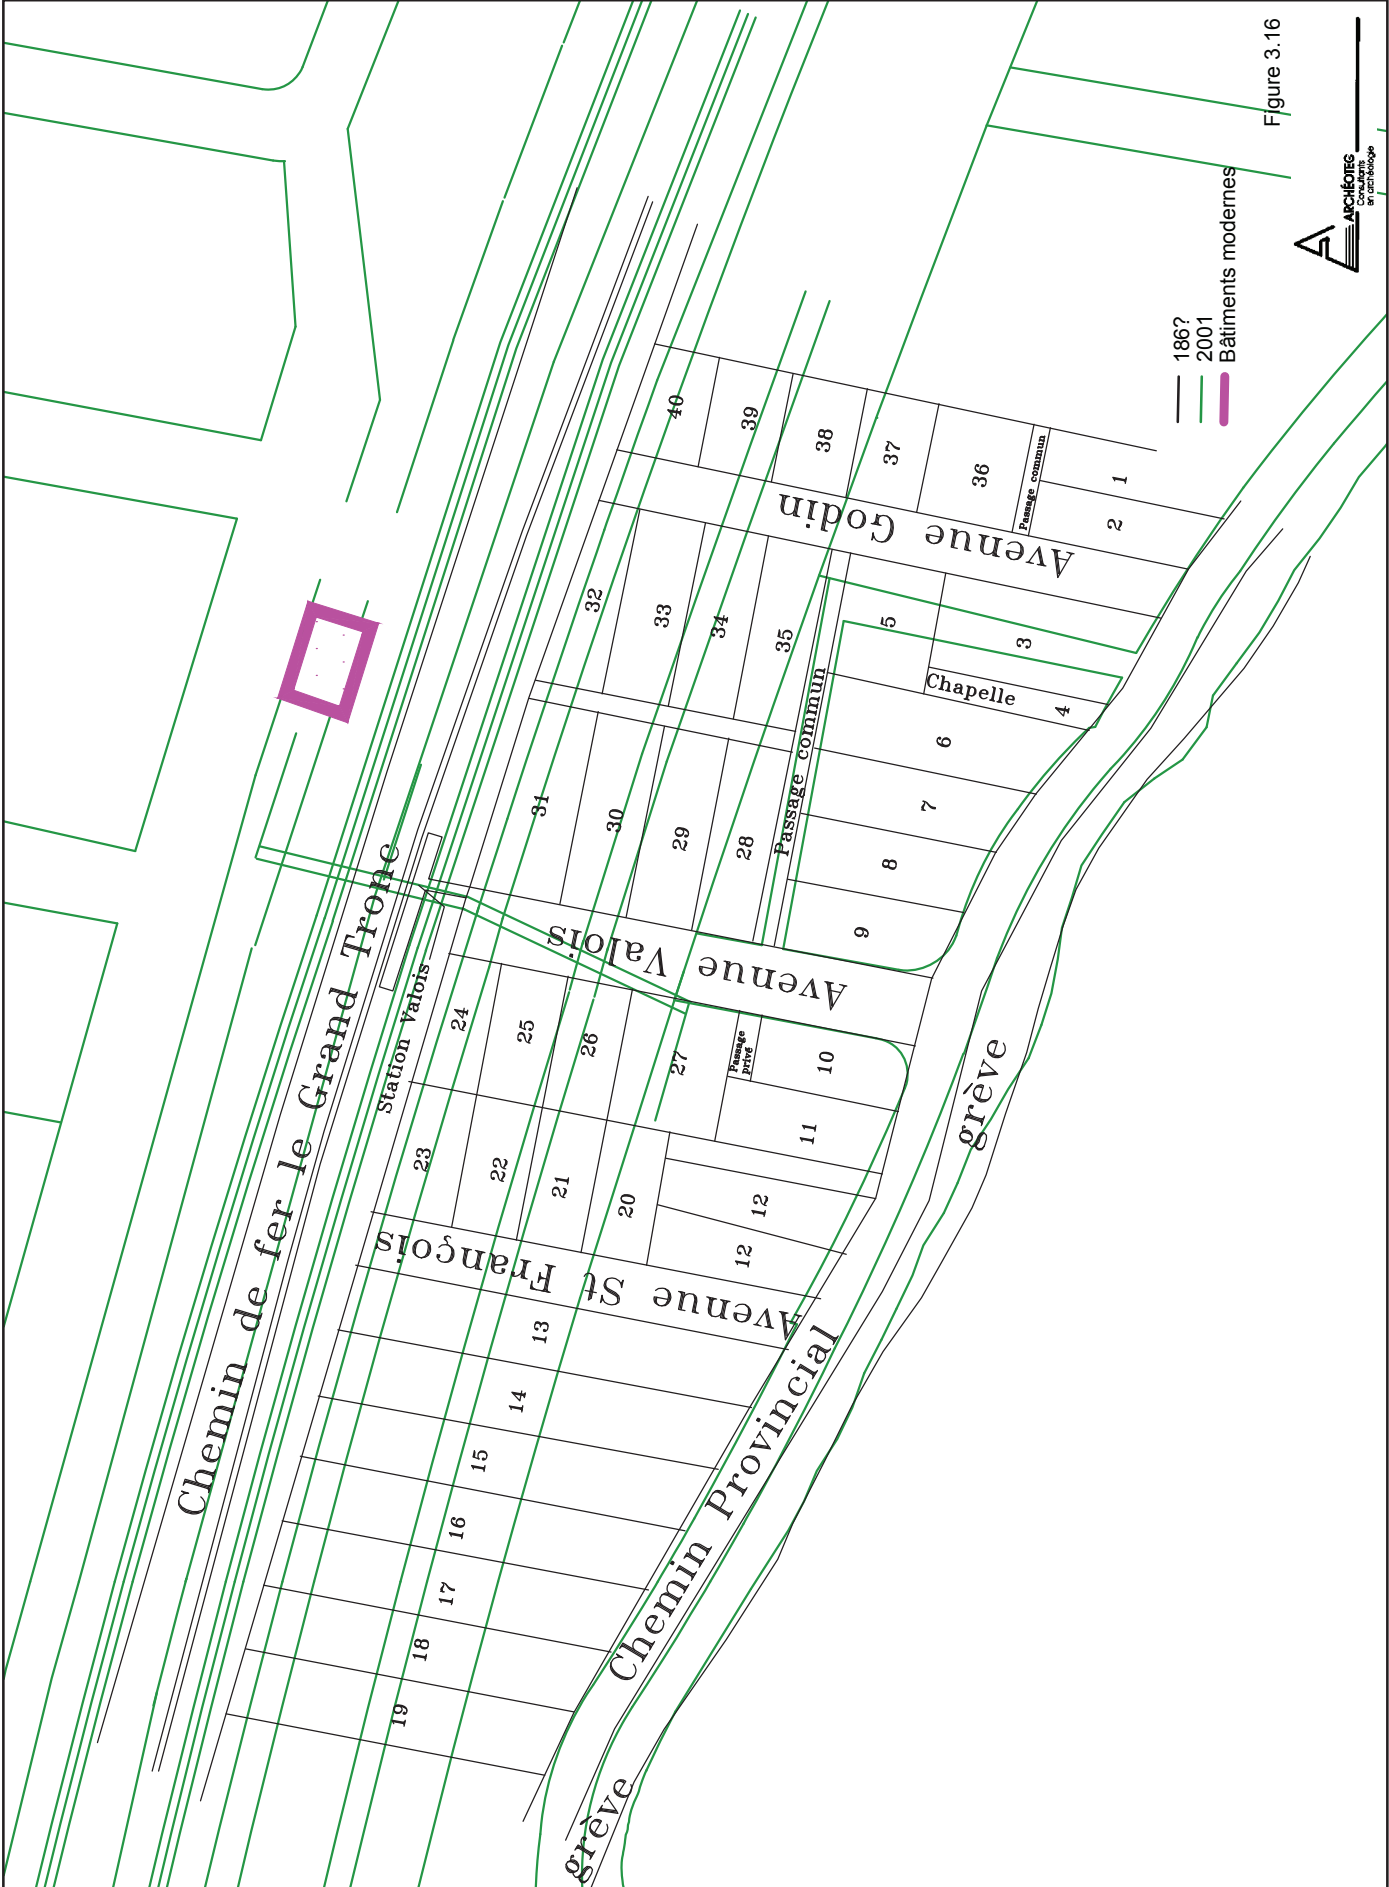 Chemin de fer le Grand Tronc
Station Valois
40
39
38
37
36
Passage commun
1
2
Avenue Godin
32
33
34
35
Passage commun
5
3
Chapelle
4
6
7
8
9
31
30
29
28
Avenue Valois
24
25
26
27
Passage
privé
10
11
23
22
21
20
12
12
Avenue St François
13
14
15
16
17
18
19
Chemin Provincial
grève
grève
186?
2001
Bâtiments modernes
Figure 3.16
ARCHÉOTEC
Consultants
en archéologie